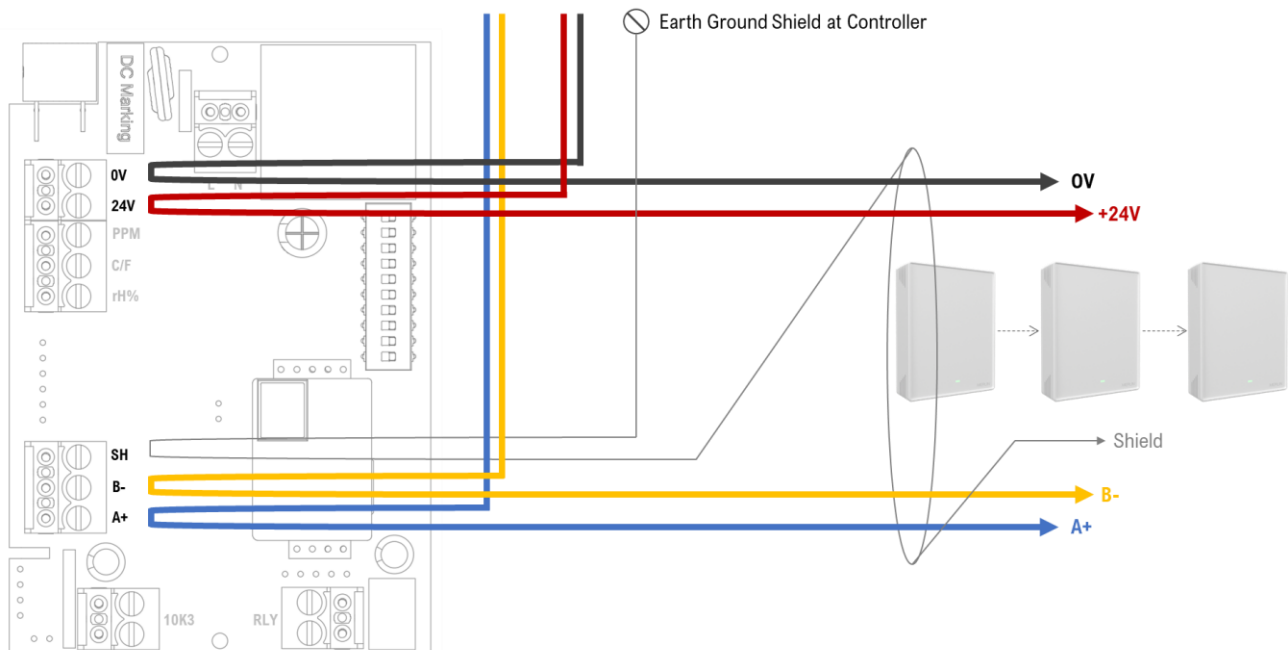 Earth Ground Shield at Controller
DC Marking
L N
0V
24V
PPM
C/F
rH%
0V
+24V
SH
B-
A+
Shield
B-
A+
10K3
RLY